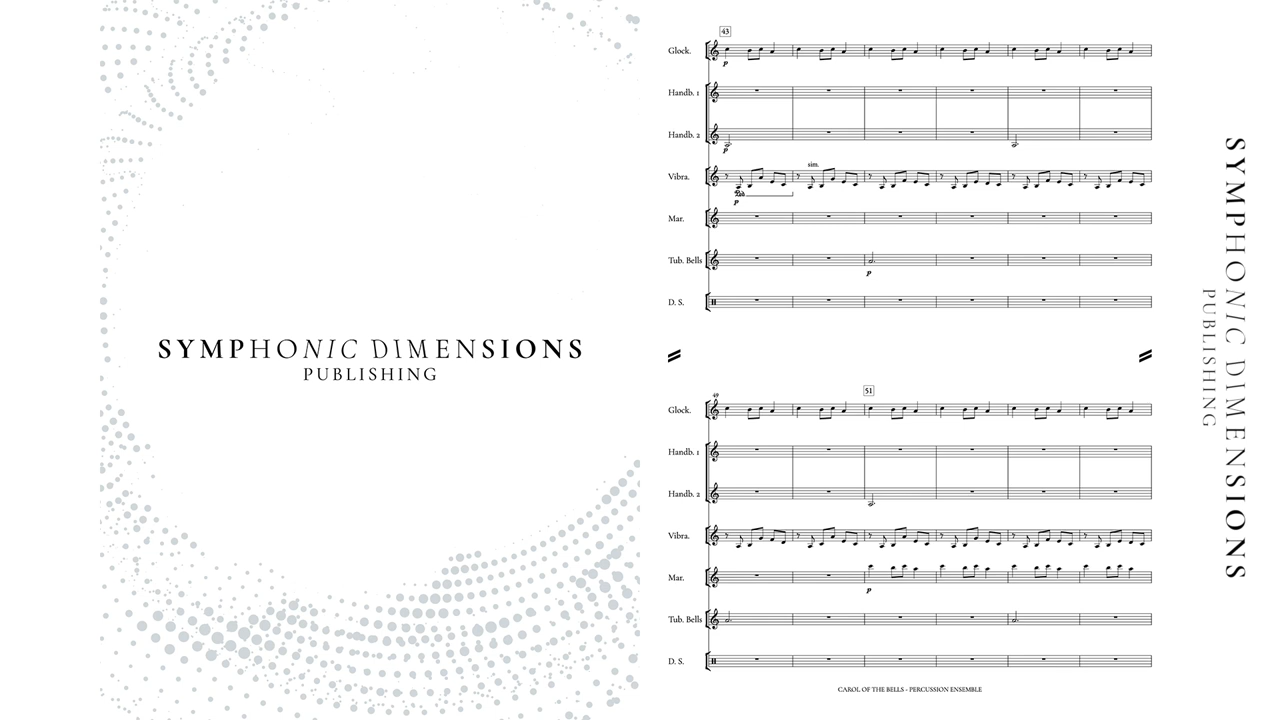 SYMPHONIC DIMENSIONS
PUBLISHING
43
Glock.
p
Handb. 1
Handb. 2
p
sim.
Vibra.
Ped.
p
Mar.
Tub. Bells
p
D. S.
49
51
Glock.
Handb. 1
Handb. 2
Vibra.
Mar.
p
Tub. Bells
D. S.
CAROL OF THE BELLS - PERCUSSION ENSEMBLE
SYMPHONIC DIMENSIONS
PUBLISHING